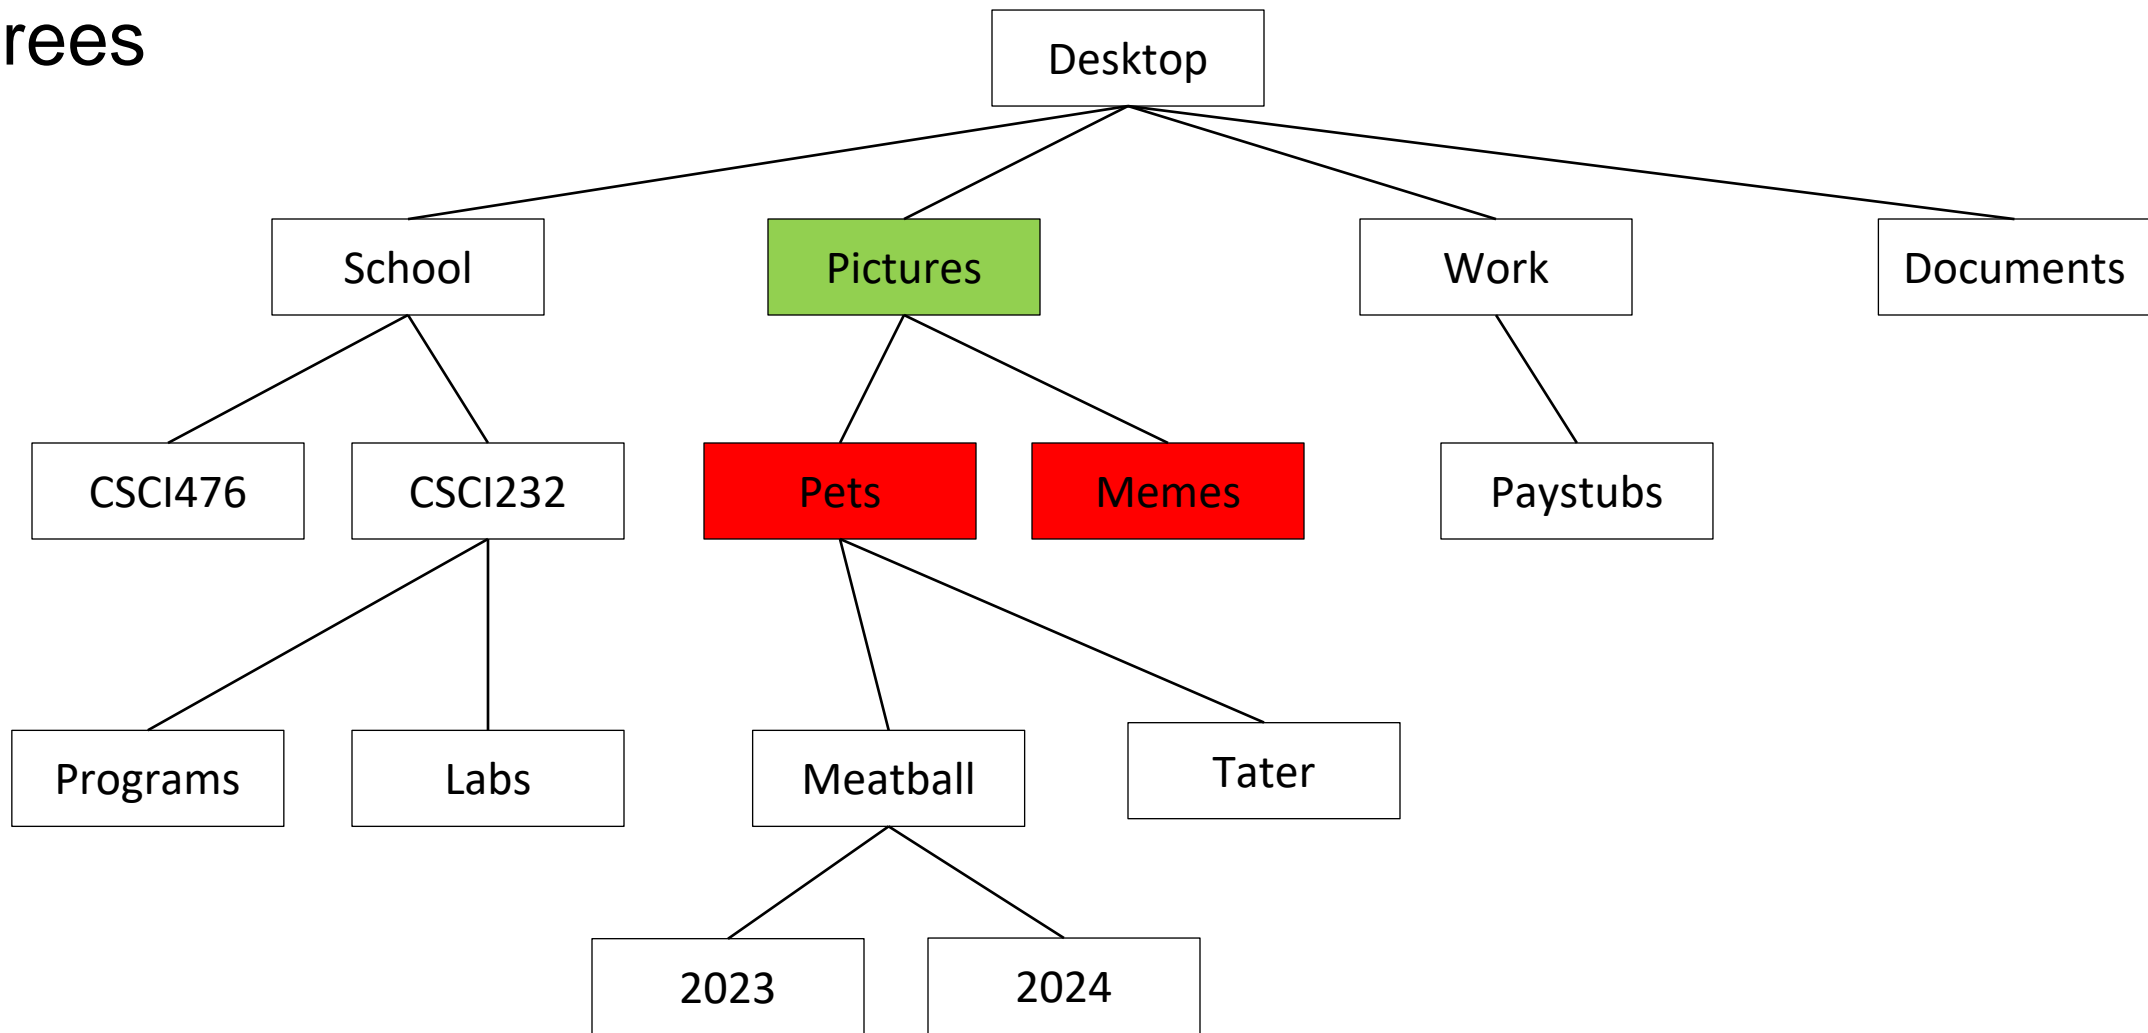 rees
Desktop
School
Pictures
Work
Documents
CSCI476
CSCI232
Pets
Memes
Paystubs
Programs
Labs
Meatball
Tater
2023
2024